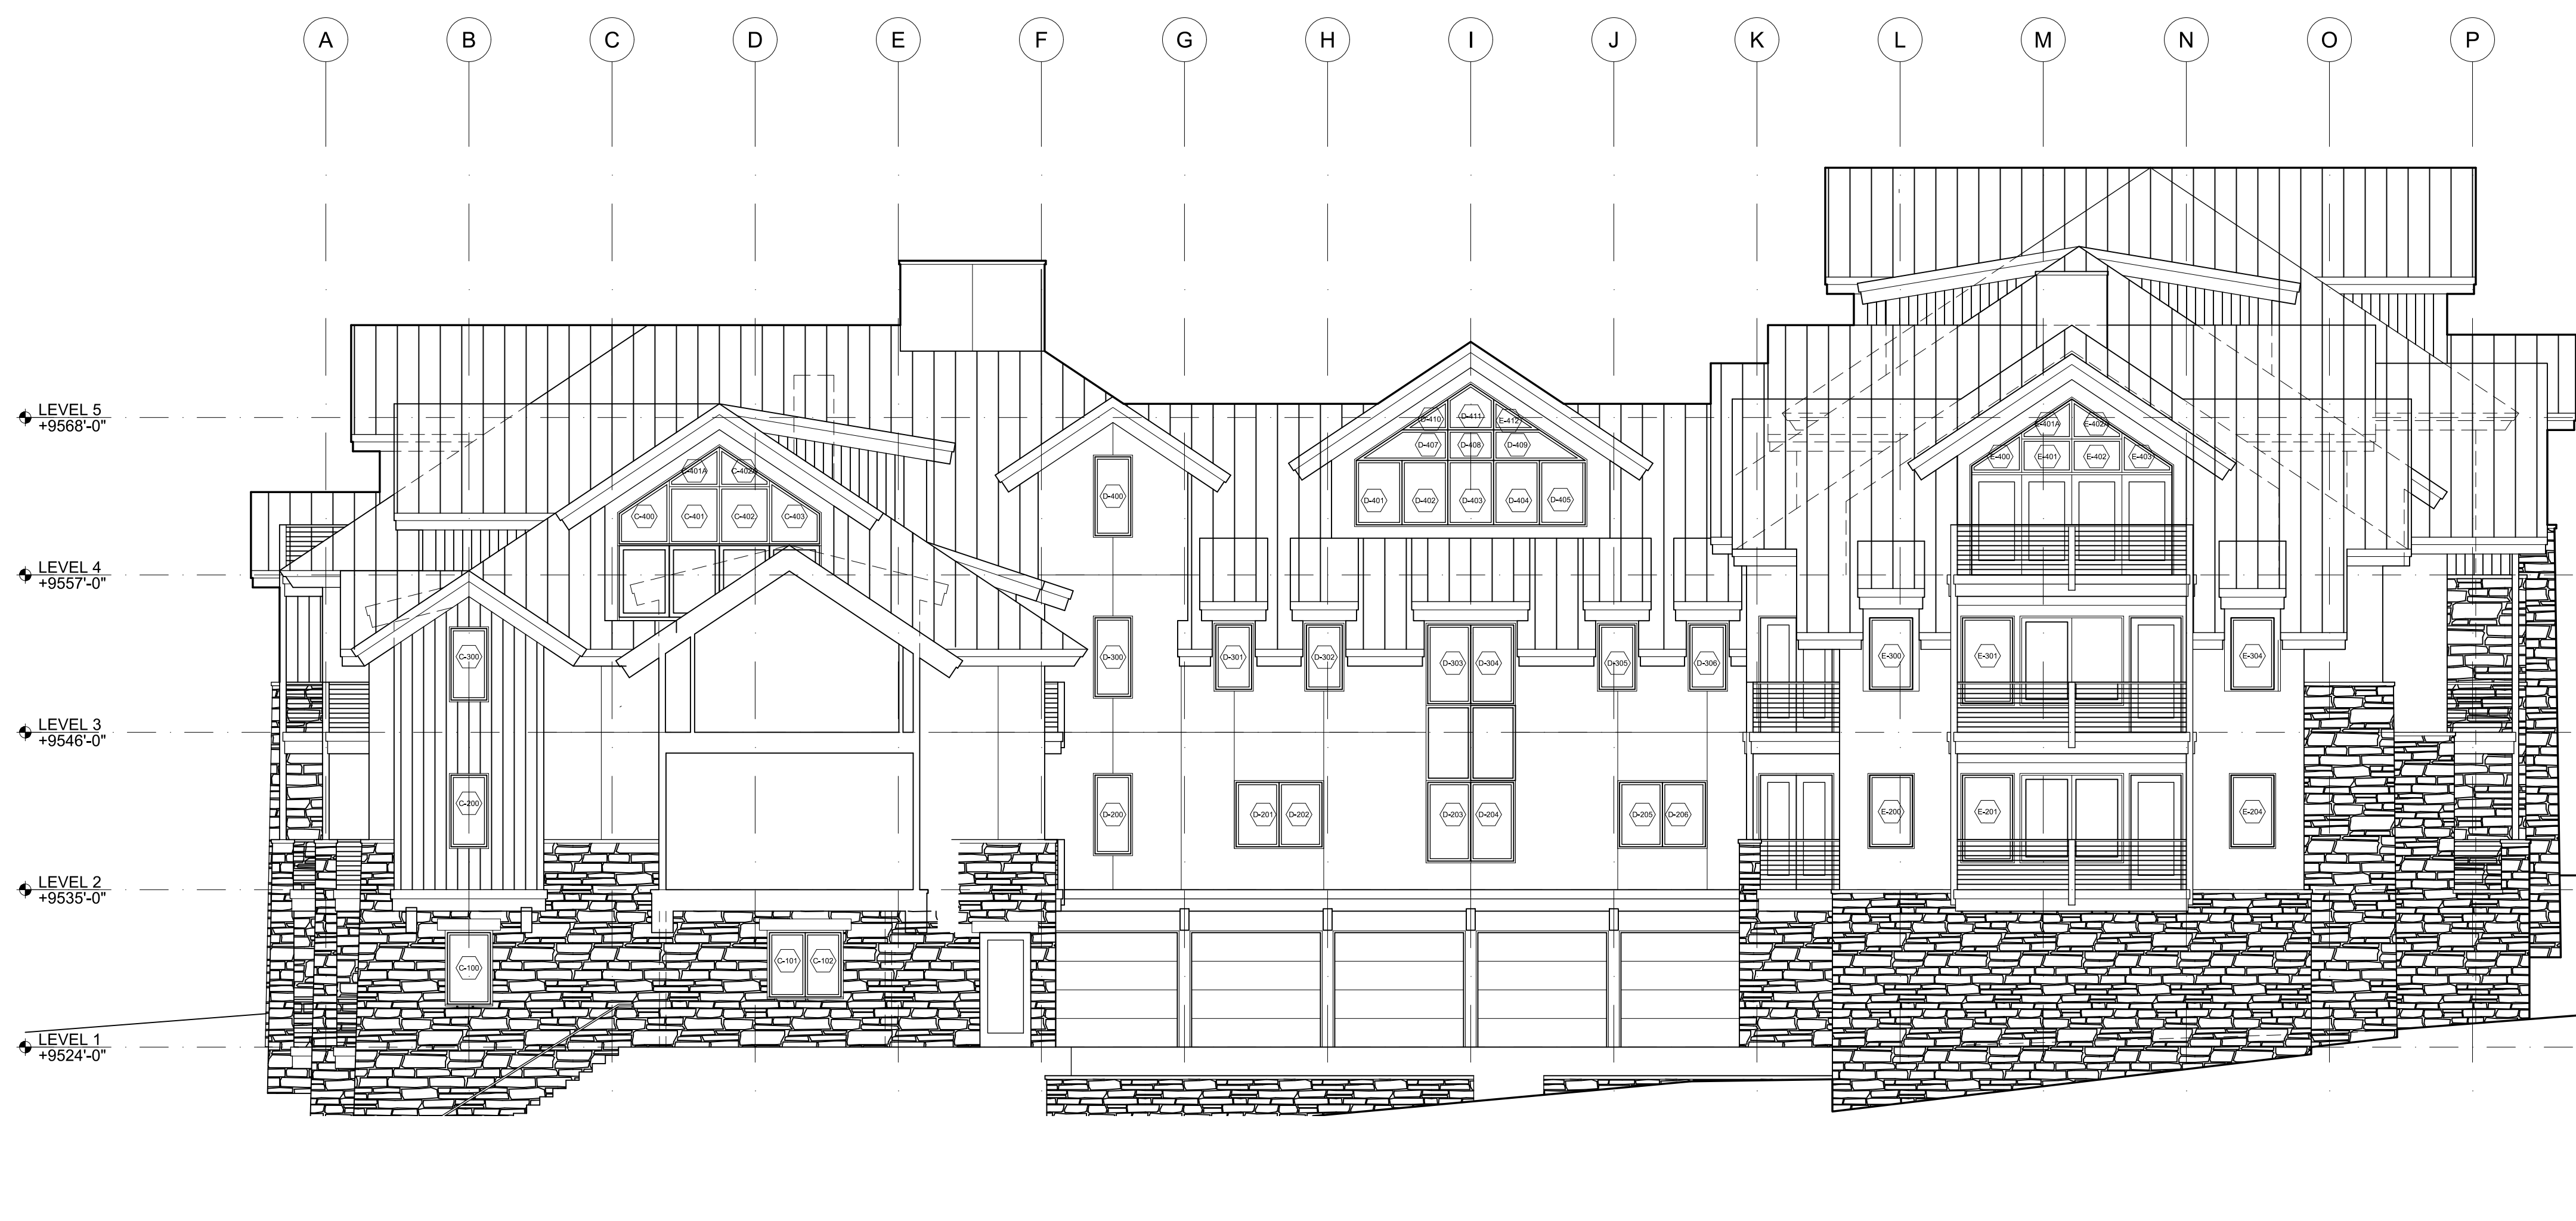 A B C D E F G H I J K L M N O P
LEVEL 5
+9568'-0"
D-410 D-411 E-412 E-401A E-402A
D-407 D-408 D-409
E-400 E-401 E-402 E-403
C-401A C-402A
D-400 D-401 D-402 D-403 D-404 D-405
C-400 C-401 C-402 C-403
LEVEL 4
+9557'-0"
C-300 D-300 D-301 D-302 D-303 D-304 D-305 D-306 E-300 E-301 E-304
LEVEL 3
+9546'-0"
C-200 D-200 D-201 D-202 D-203 D-204 D-205 D-206 E-200 E-201 E-204
LEVEL 2
+9535'-0"
C-100 C-101 C-102
LEVEL 1
+9524'-0"